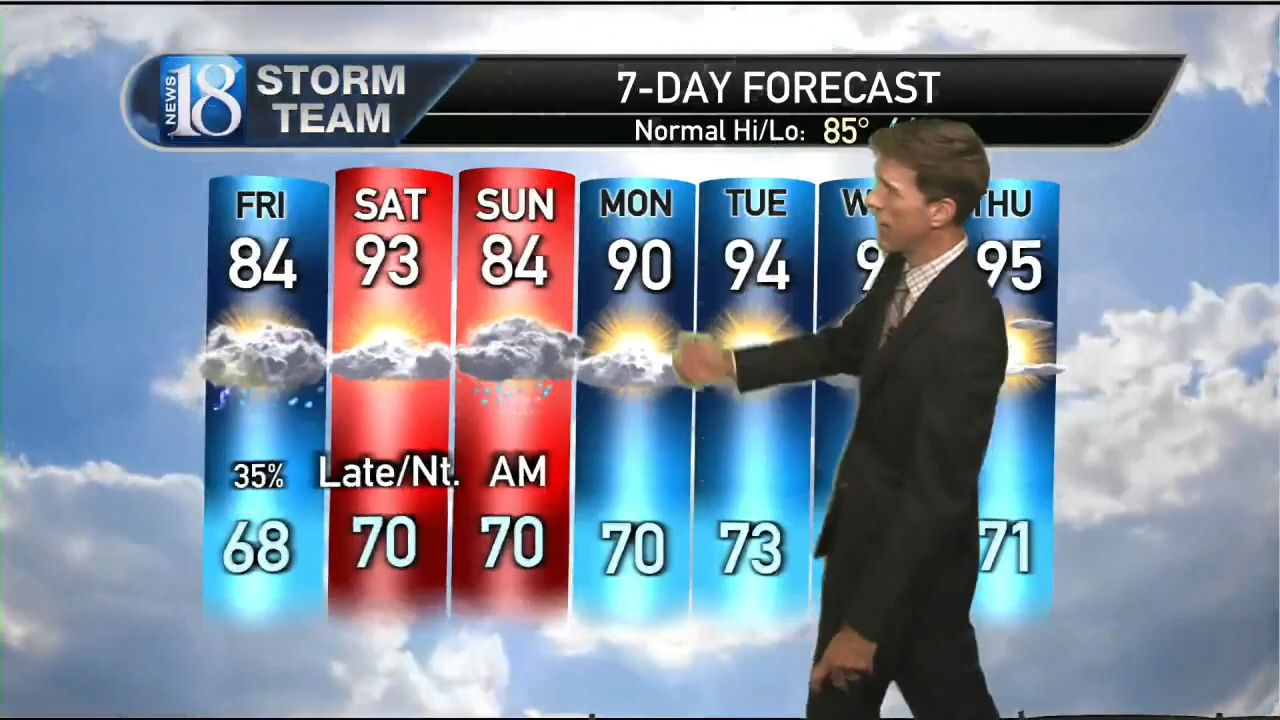 NEWS 18 STORM TEAM
7-DAY FORECAST
Normal Hi/Lo: 85°
FRI SAT SUN MON TUE THU
84 93 84 90 94 95
35% Late/Nt. AM
68 70 70 70 73 71